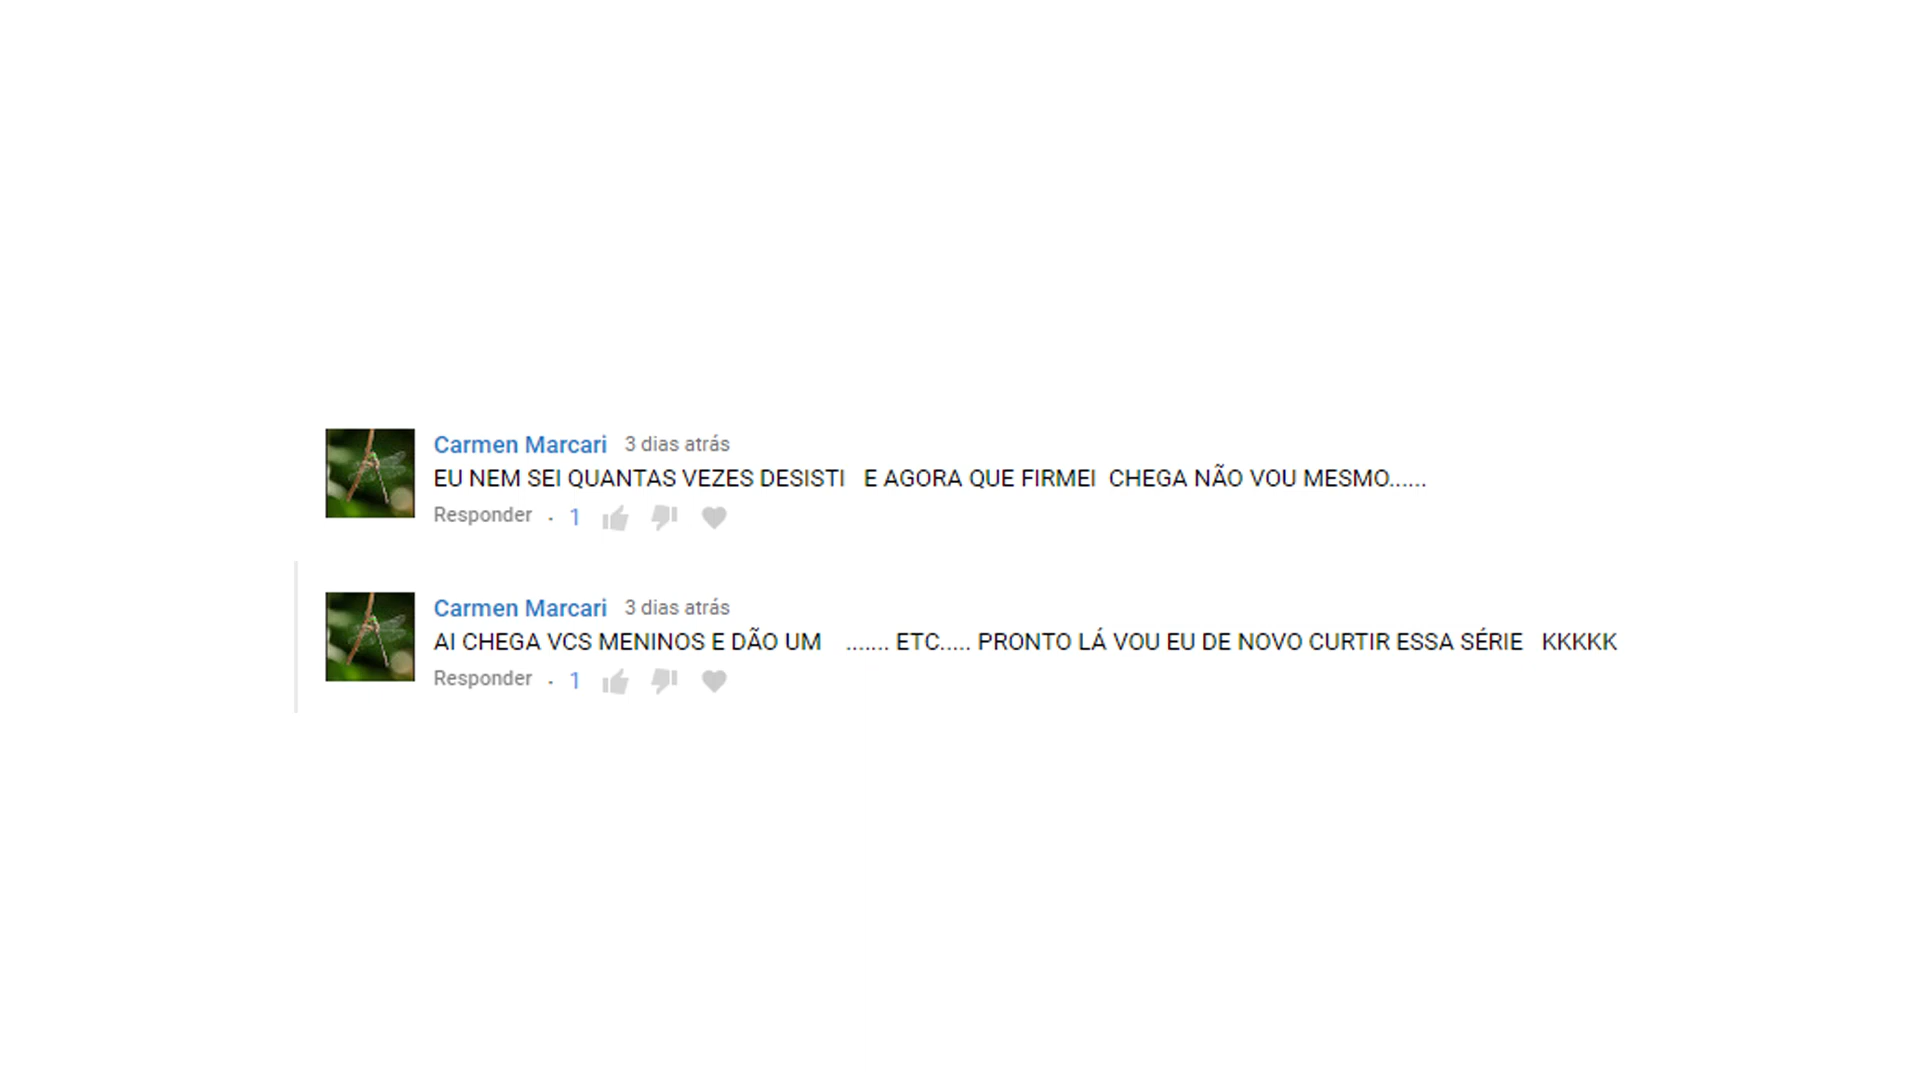 Carmen Marcari 3 dias atrás
EU NEM SEI QUANTAS VEZES DESISTI E AGORA QUE FIRMEI CHEGA NÃO VOU MESMO......
Responder . 1
Carmen Marcari 3 dias atrás
AI CHEGA VCS MENINOS E DÃO UM ....... ETC..... PRONTO LÁ VOU EU DE NOVO CURTIR ESSA SÉRIE KKKKK
Responder . 1